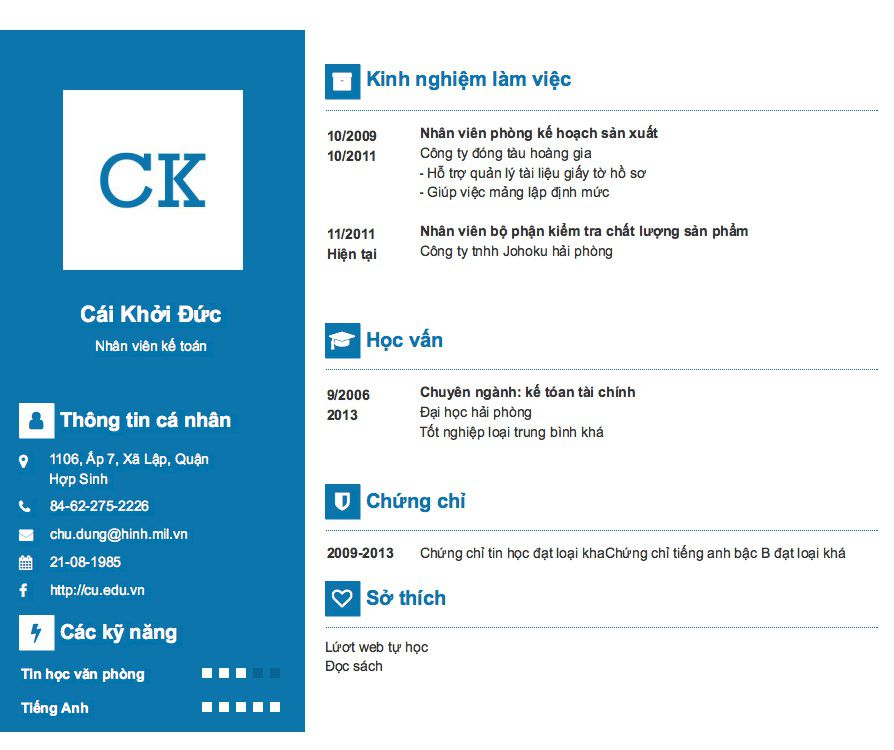 CK
Cái Khởi Đức
Nhân viên kế toán
Thông tin cá nhân
1106, Ấp 7, Xã Lập, Quận
Hợp Sinh
84-62-275-2226
chu.dung@hinh.mil.vn
21-08-1985
http://cu.edu.vn
Các kỹ năng
Tin học văn phòng
Tiếng Anh
Kinh nghiệm làm việc
10/2009
10/2011
Nhân viên phòng kế hoạch sản xuất
Công ty đóng tàu hoàng gia
- Hỗ trợ quản lý tài liệu giấy tờ hồ sơ
- Giúp việc mảng lập định mức
11/2011
Hiện tại
Nhân viên bộ phận kiểm tra chất lượng sản phẩm
Công ty tnhh Johoku hải phòng
Học vấn
9/2006
2013
Chuyên ngành: kế tóan tài chính
Đại học hải phòng
Tốt nghiệp loại trung bình khá
Chứng chỉ
2009-2013 Chứng chỉ tin học đạt loại khaChứng chỉ tiếng anh bậc B đạt loại khá
Sở thích
Lướt web tự học
Đọc sách